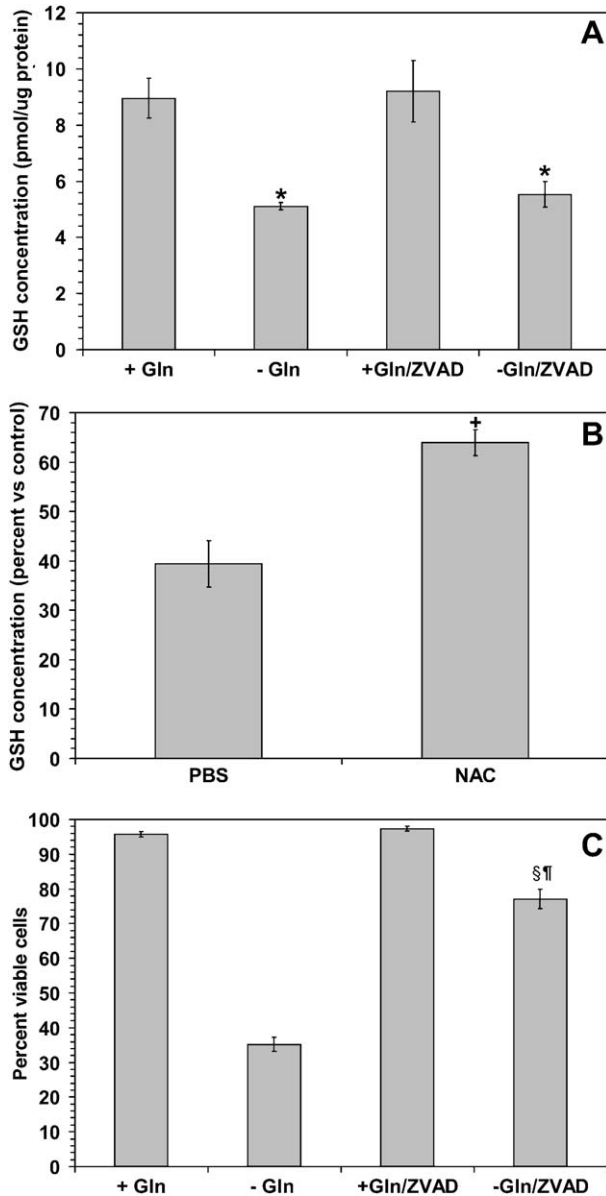 A
GSH concentration (pmol/ug protein)
12
10
8
6
4
2
0
*
*
+ Gln
- Gln
+Gln/ZVAD
-Gln/ZVAD
B
GSH concentration (percent vs control)
70
60
50
40
30
20
10
0
+
PBS
NAC
C
Percent viable cells
100
90
80
70
60
50
40
30
20
10
0
§¶
+ Gln
- Gln
+Gln/ZVAD
-Gln/ZVAD